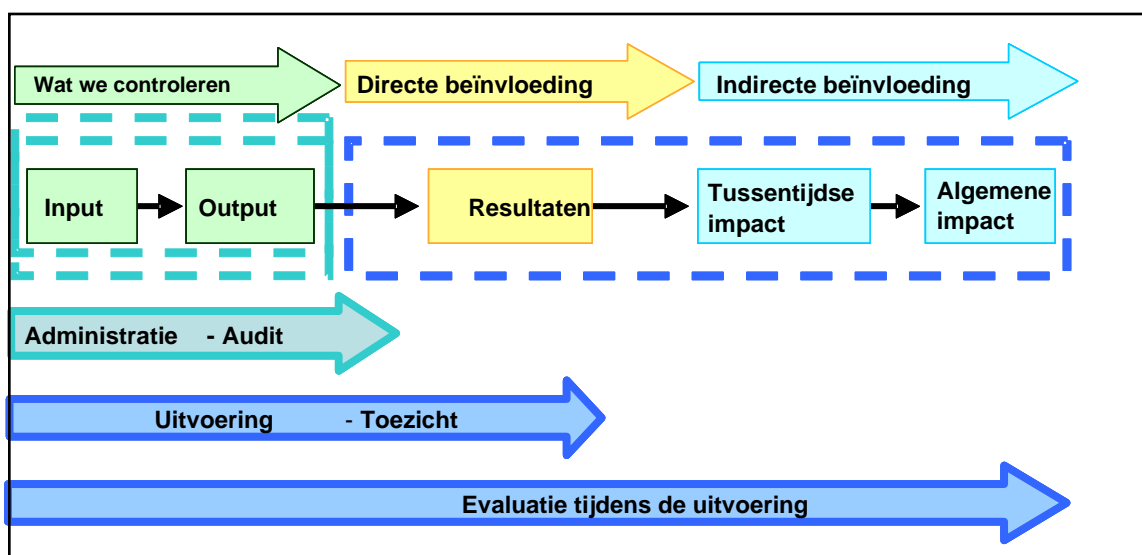 Wat we controleren
Directe beïnvloeding
Indirecte beïnvloeding
Input
Output
Resultaten
Tussentijdse
impact
Algemene
impact
Administratie - Audit
Uitvoering - Toezicht
Evaluatie tijdens de uitvoering